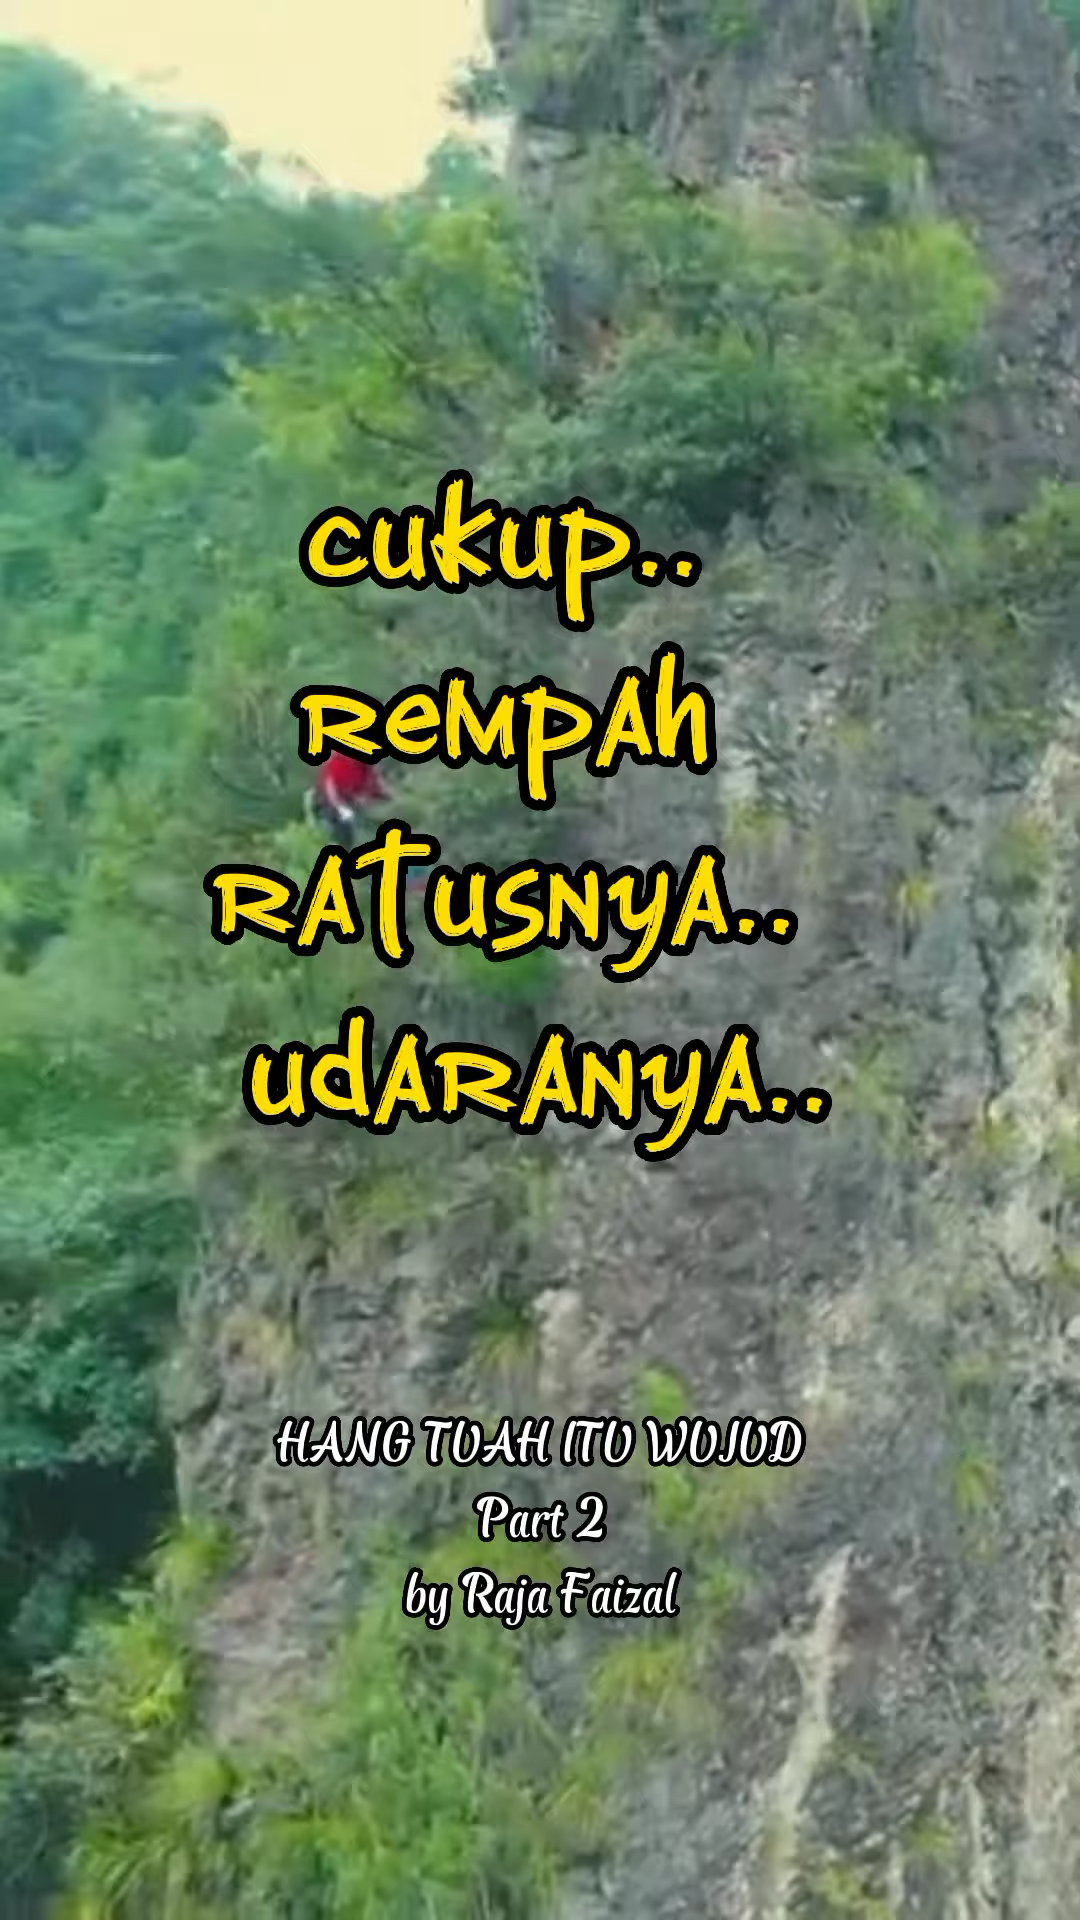 cukup..
rempah
ratusnya..
udaranya..
HANG TUAH ITU WUJUD
Part 2
by Raja Faizal